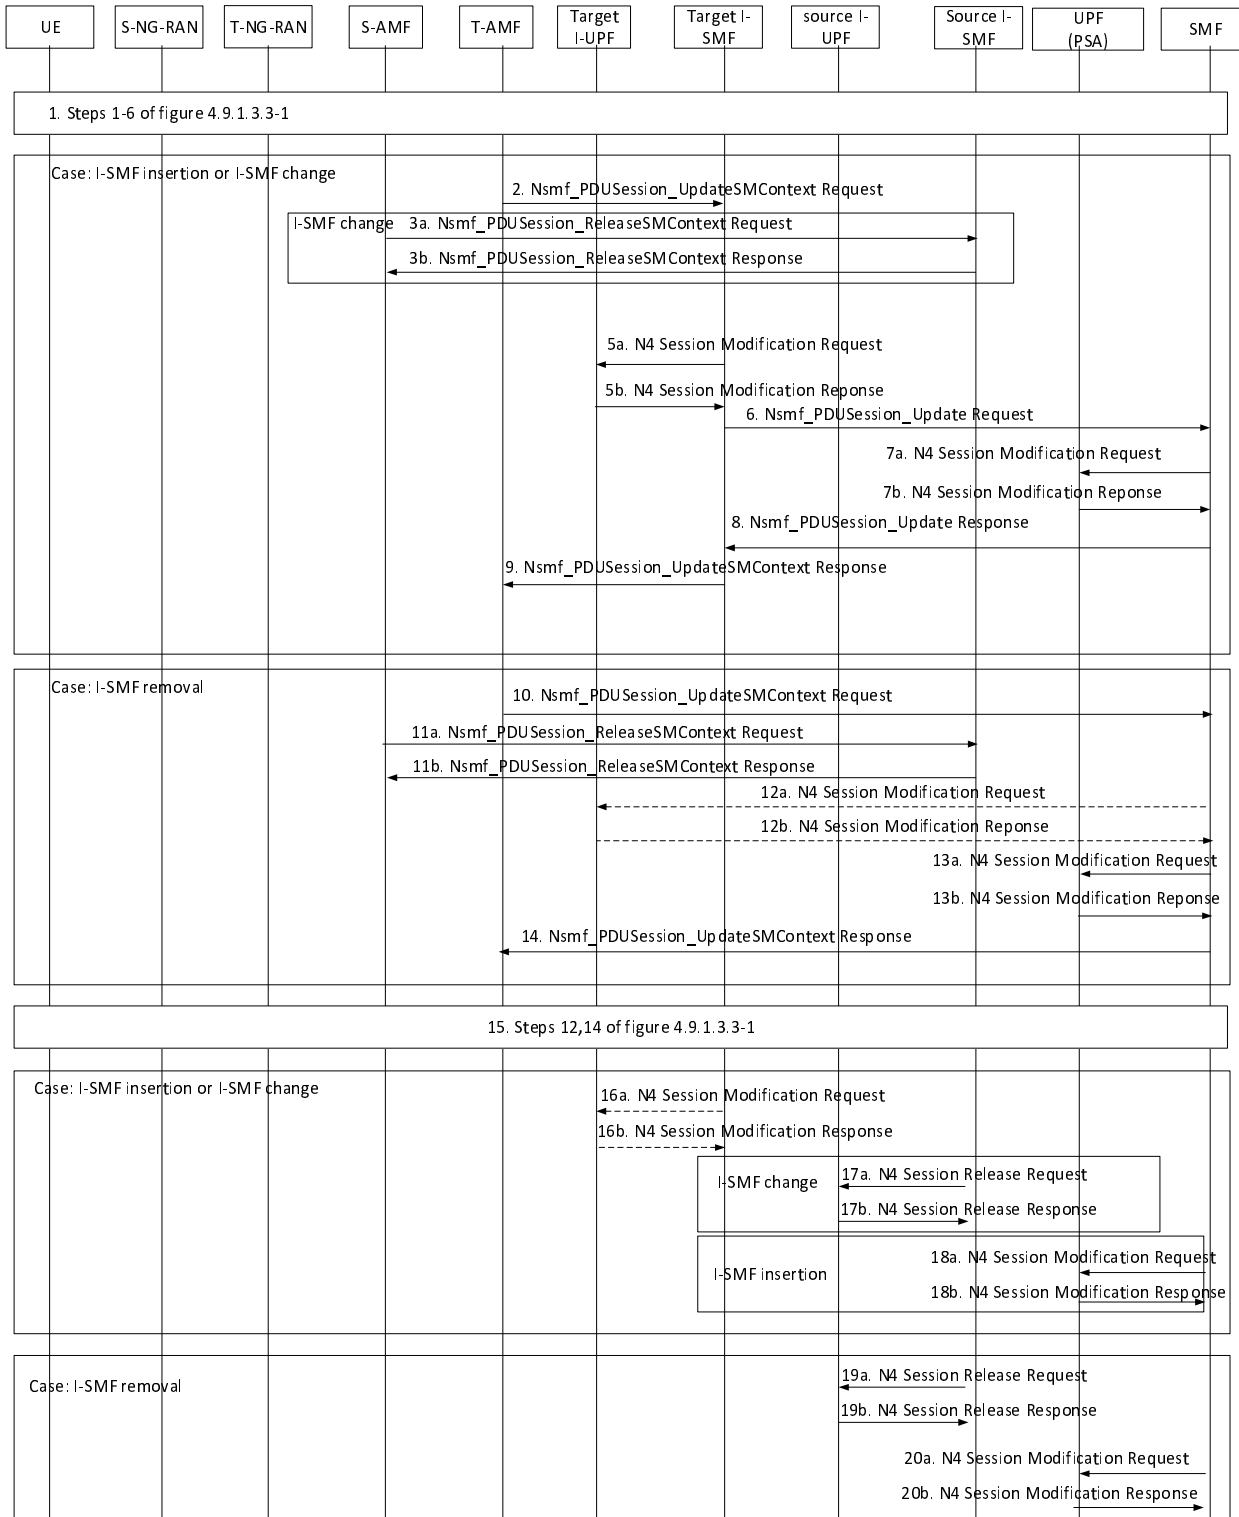 UE
S-NG-RAN
T-NG-RAN
S-AMF
T-AMF
Target
I-UPF
Target I-
SMF
source I-
UPF
Source I-
SMF
UPF
(PSA)
SMF
1. Steps 1-6 of figure 4.9.1.3.3-1
Case: I-SMF insertion or I-SMF change
2. Nsmf_PDUSession_UpdateSMContext Request
I-SMF change
3a. Nsmf_PDUSession_ReleaseSMContext Request
3b. Nsmf_PDUSession_ReleaseSMContext Response
5a. N4 Session Modification Request
5b. N4 Session Modification Reponse
6. Nsmf_PDUSession_Update Request
7a. N4 Session Modification Request
7b. N4 Session Modification Reponse
8. Nsmf_PDUSession_Update Response
9. Nsmf_PDUSession_UpdateSMContext Response
Case: I-SMF removal
10. Nsmf_PDUSession_UpdateSMContext Request
11a. Nsmf_PDUSession_ReleaseSMContext Request
11b. Nsmf_PDUSession_ReleaseSMContext Response
12a. N4 Session Modification Request
12b. N4 Session Modification Reponse
13a. N4 Session Modification Request
13b. N4 Session Modification Reponse
14. Nsmf_PDUSession_UpdateSMContext Response
15. Steps 12,14 of figure 4.9.1.3.3-1
Case: I-SMF insertion or I-SMF change
16a. N4 Session Modification Request
16b. N4 Session Modification Response
I-SMF change
17a. N4 Session Release Request
17b. N4 Session Release Response
I-SMF insertion
18a. N4 Session Modification Request
18b. N4 Session Modification Response
Case: I-SMF removal
19a. N4 Session Release Request
19b. N4 Session Release Response
20a. N4 Session Modification Request
20b. N4 Session Modification Response